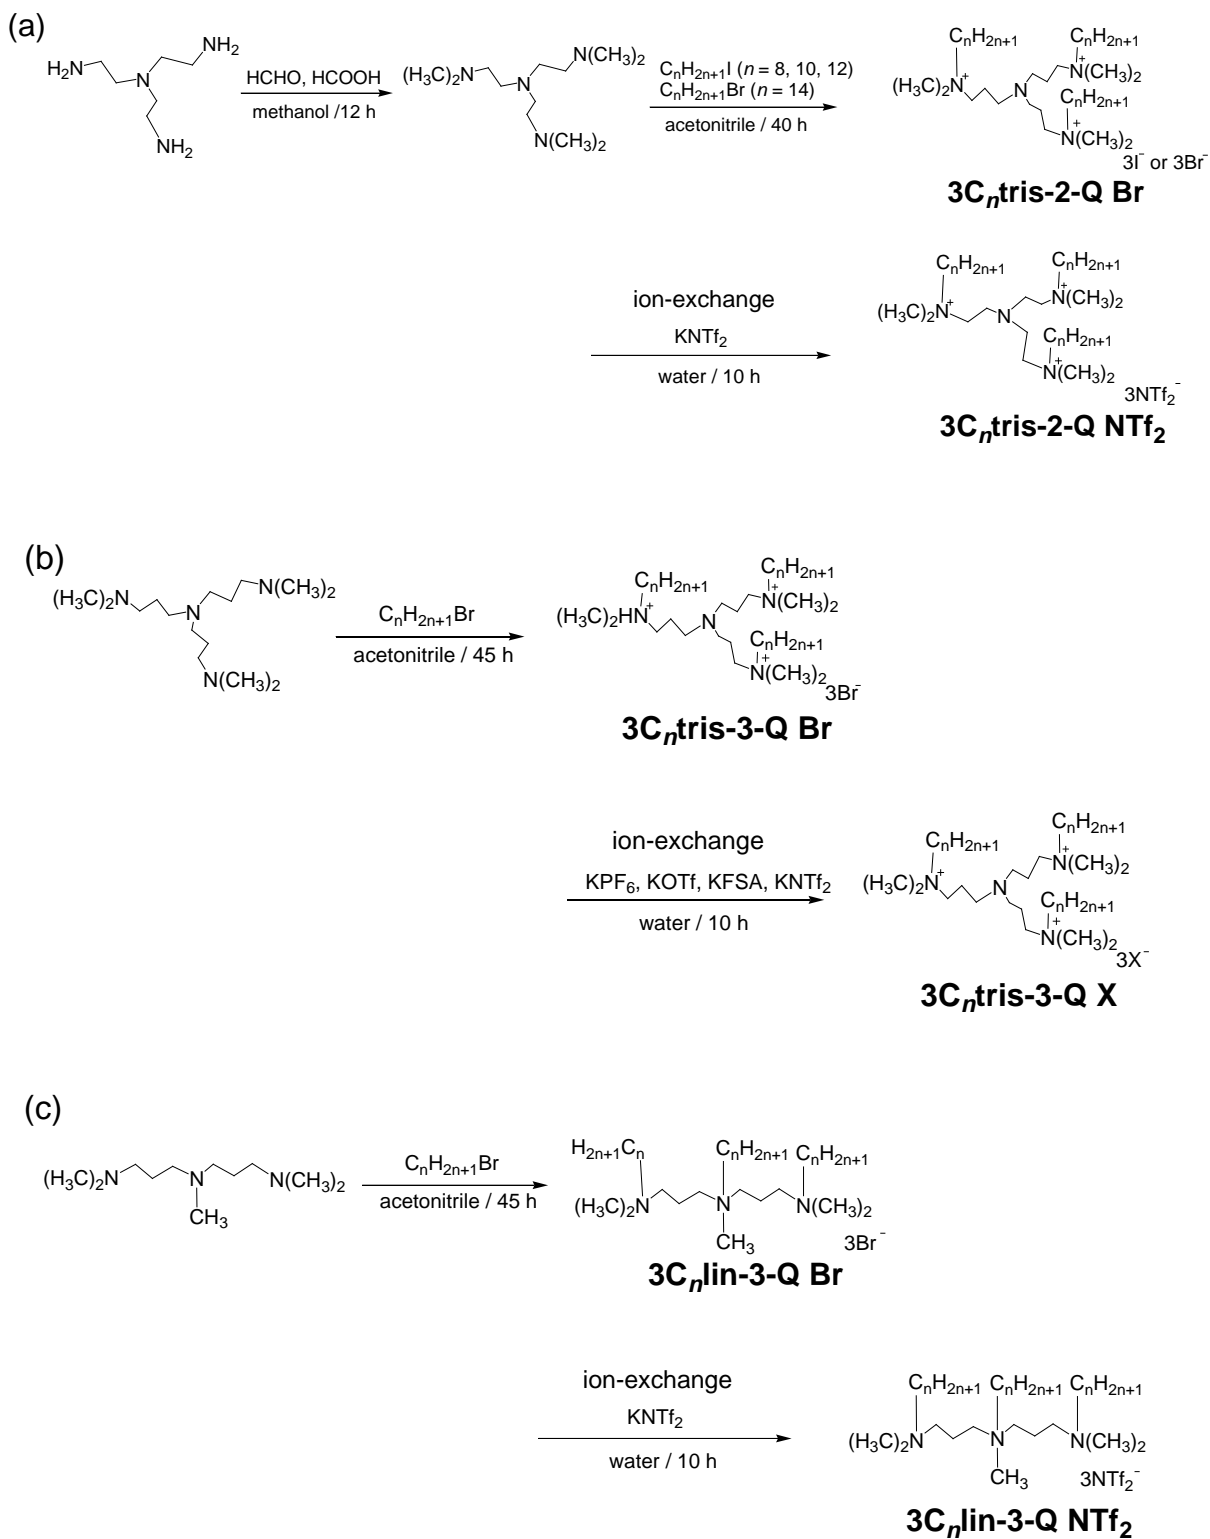 (a)
H2N
NH2
N
NH2
HCHO, HCOOH
methanol /12 h
(H3C)2N
N(CH3)2
N
N(CH3)2
CnH2n+1I (n = 8, 10, 12)
CnH2n+1Br (n = 14)
acetonitrile / 40 h
CnH2n+1
CnH2n+1
(H3C)2N+
N
N+(CH3)2
CnH2n+1
N+(CH3)2
3I- or 3Br-
3Cntris-2-Q Br
ion-exchange
KNTf2
water / 10 h
CnH2n+1
CnH2n+1
(H3C)2N+
N
N+(CH3)2
CnH2n+1
N+(CH3)2
3NTf2-
3Cntris-2-Q NTf2
(b)
(H3C)2N
N(CH3)2
N
N(CH3)2
CnH2n+1Br
acetonitrile / 45 h
CnH2n+1
CnH2n+1
(H3C)2HN+
N
N+(CH3)2
CnH2n+1
N+(CH3)2
3Br-
3Cntris-3-Q Br
ion-exchange
KPF6, KOTf, KFSA, KNTf2
water / 10 h
CnH2n+1
CnH2n+1
(H3C)2N+
N
N+(CH3)2
CnH2n+1
N+(CH3)2
3X-
3Cntris-3-Q X
(c)
(H3C)2N
N
N(CH3)2
CH3
CnH2n+1Br
acetonitrile / 45 h
H2n+1Cn
CnH2n+1
CnH2n+1
(H3C)2N
N
N(CH3)2
CH3
3Br-
3Cnlin-3-Q Br
ion-exchange
KNTf2
water / 10 h
CnH2n+1
CnH2n+1
CnH2n+1
(H3C)2N
N
N(CH3)2
CH3
3NTf2-
3Cnlin-3-Q NTf2